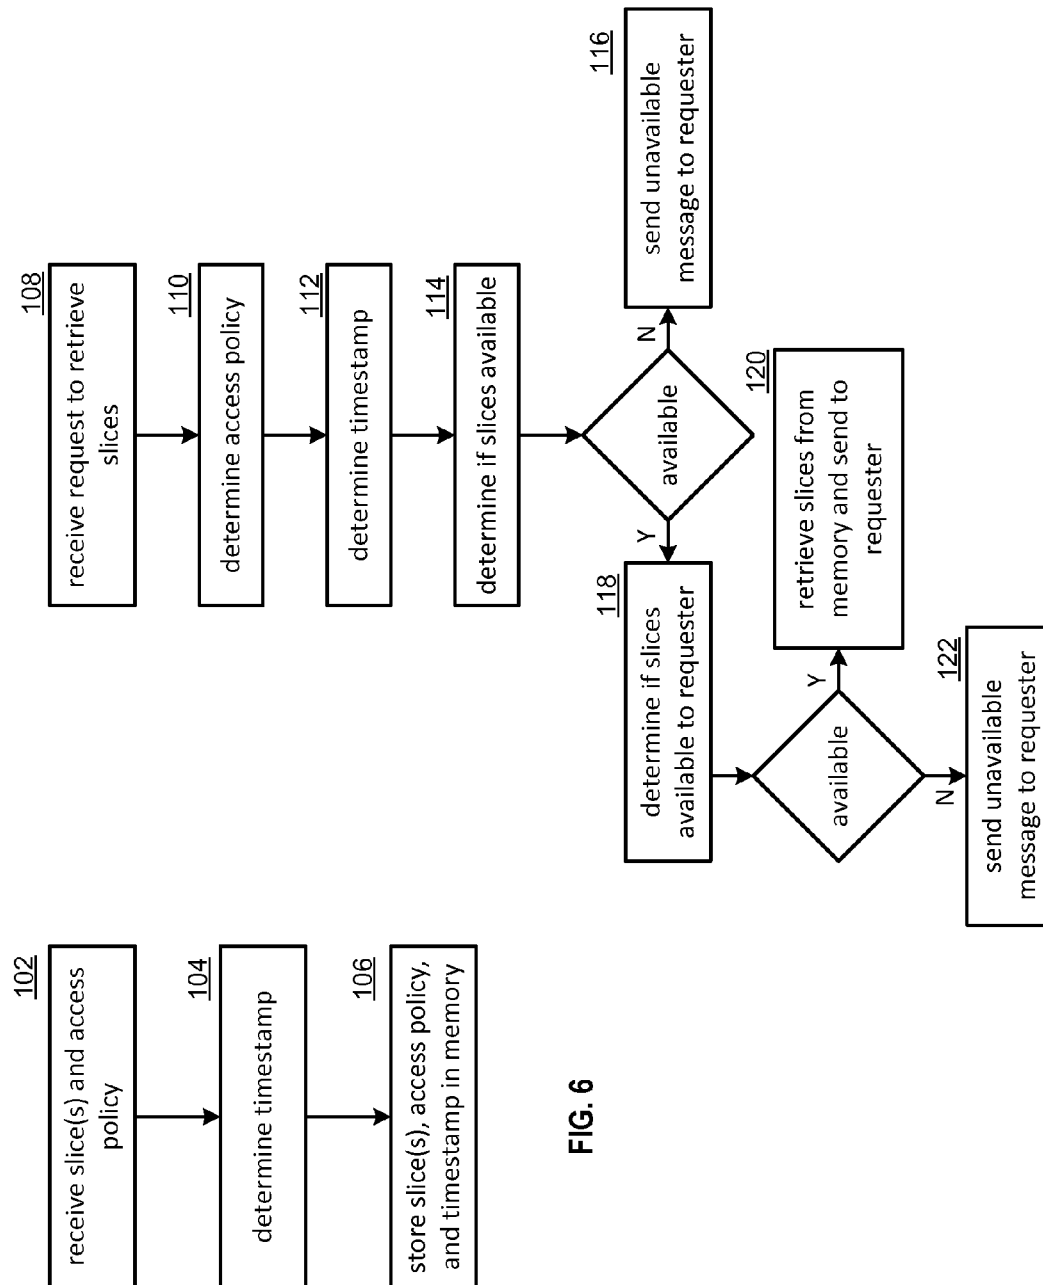 102
receive slice(s) and access
policy
104
determine timestamp
106
store slice(s), access policy,
and timestamp in memory
FIG. 6
108
receive request to retrieve
slices
110
determine access policy
112
determine timestamp
114
determine if slices available
available
N
116
send unavailable
message to requester
Y
118
determine if slices
available to requester
available
Y
120
retrieve slices from
memory and send to
requester
N
122
send unavailable
message to requester